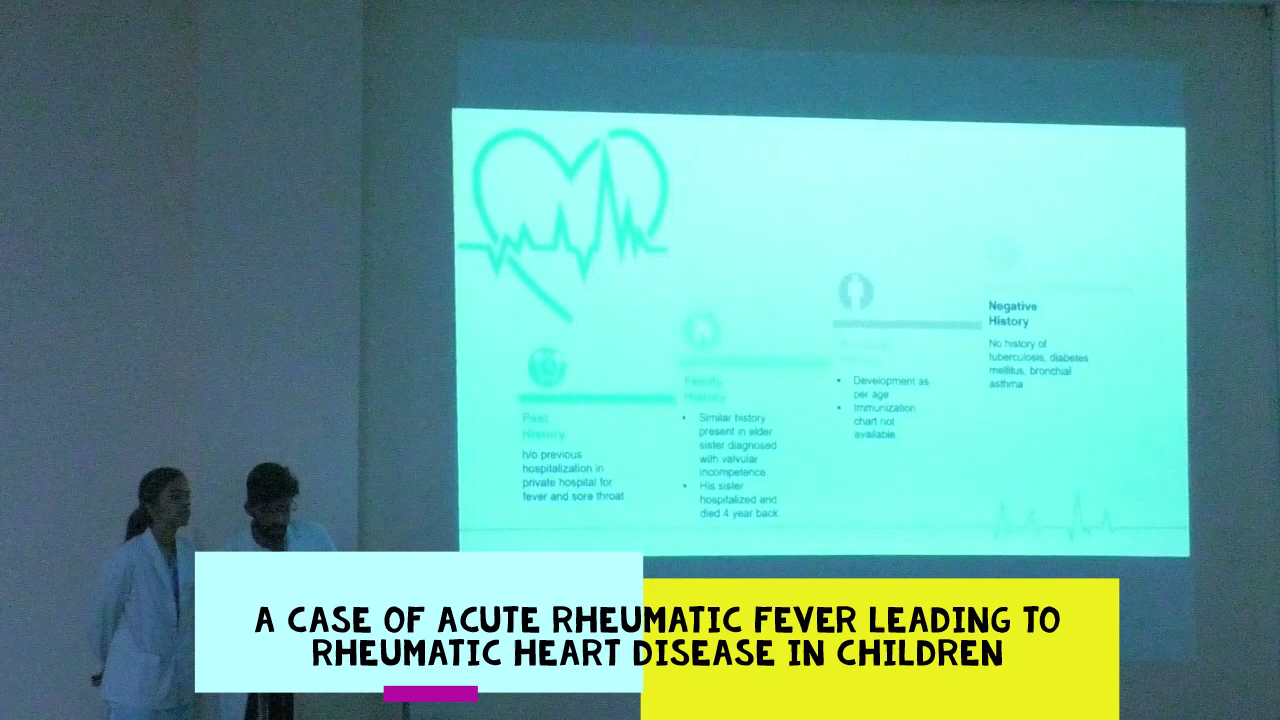 Past
History
h/o previous
hospitalization in
private hospital for
fever and sore throat.
Family
History
• Similar history
present in elder
sister diagnosed
with valvular
incompetence
• His sister
hospitalized and
died 4 year back.
• Development as
per age
• Immunization
chart not
available.
Negative
History
No history of
tuberculosis, diabetes
mellitus, bronchial
asthma
A CASE OF ACUTE RHEUMATIC FEVER LEADING TO
RHEUMATIC HEART DISEASE IN CHILDREN